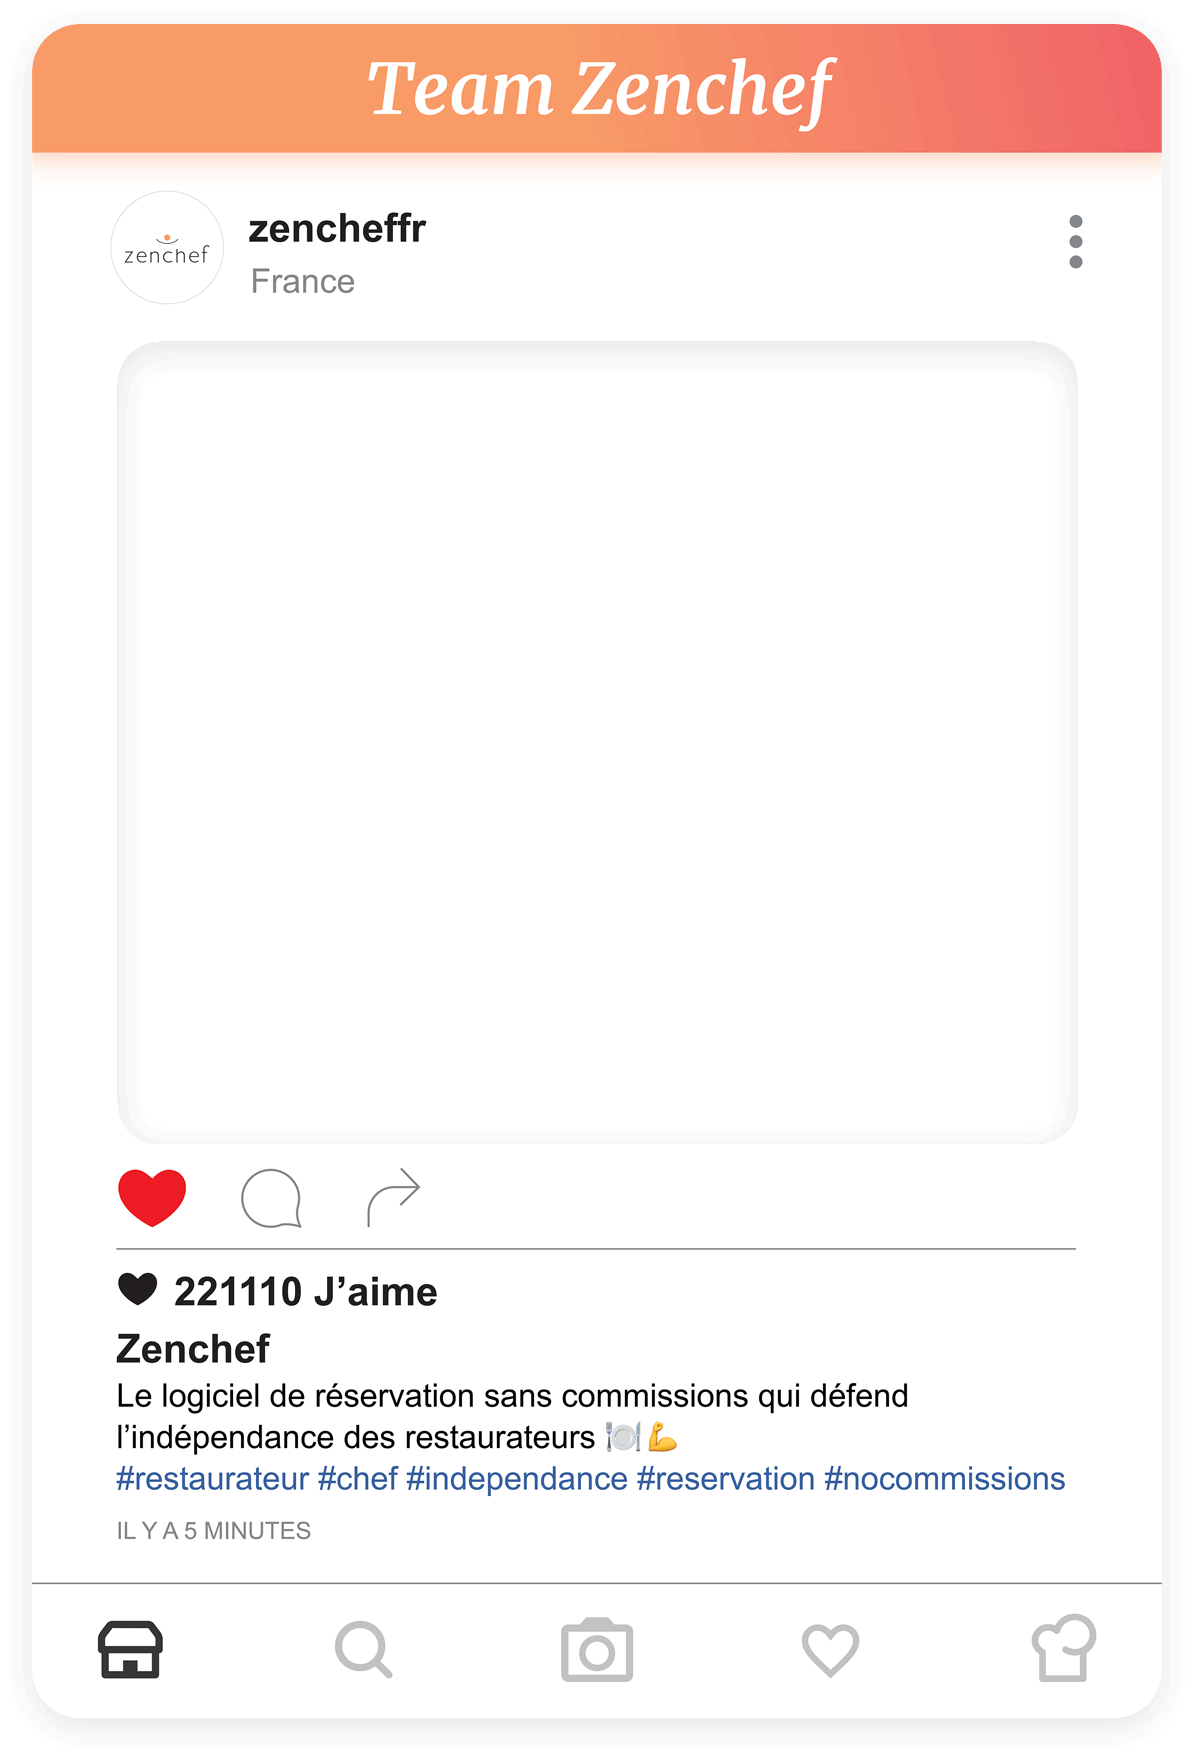 Team Zenchef
zenchef
zencheffr
France
221110 J’aime
Zenchef
Le logiciel de réservation sans commissions qui défend
l’indépendance des restaurateurs 🍽️💪
#restaurateur #chef #independance #reservation #nocommissions
IL Y A 5 MINUTES